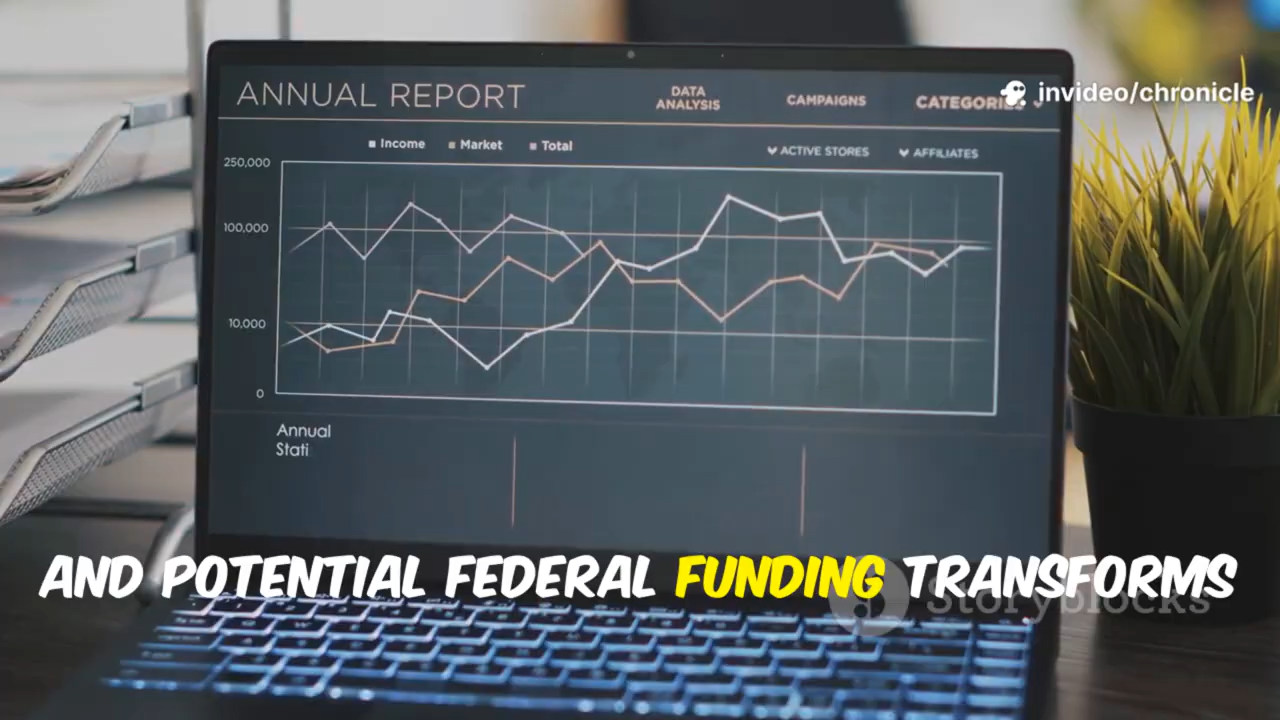 ANNUAL REPORT
DATA
ANALYSIS
CAMPAIGNS
CATEGORIES
invideo/chronicle
Income
Market
Total
ACTIVE STORES
AFFILIATES
250,000
100,000
10,000
0
Annual
Stati
AND POTENTIAL FEDERAL FUNDING TRANSFORMS
Storyblocks